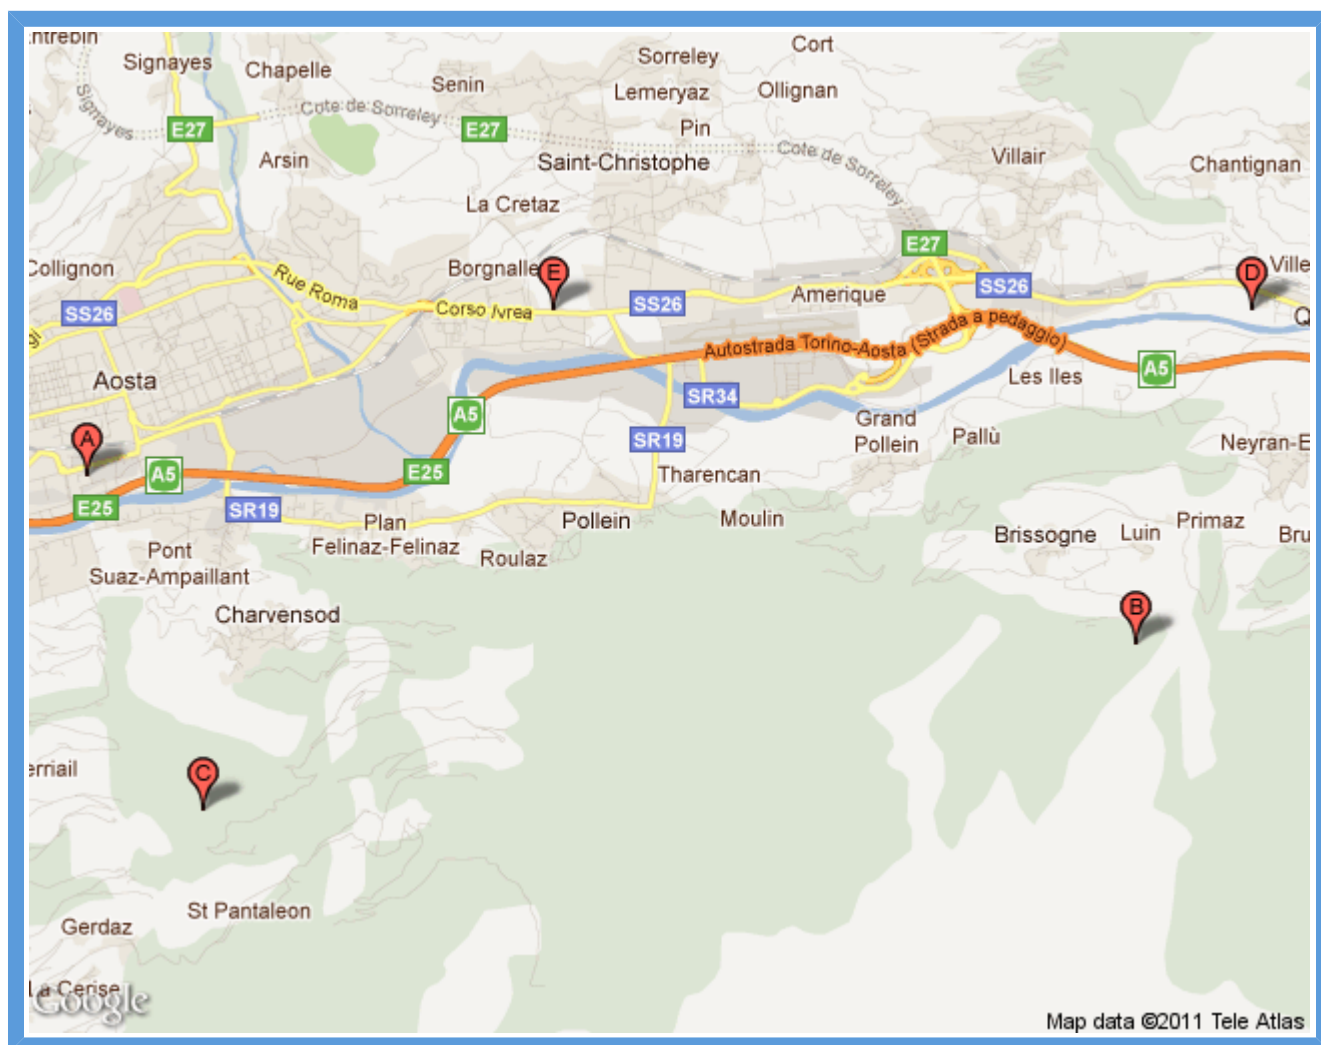 Signayes
Chapelle
Senin
Sorreley
Cort
Lemeryaz
Ollignan
Signayes
Cote de Sorreley
E27
E27
Pin
Arsin
Saint-Christophe
Cote de Sorreley
Villair
Chantignan
La Cretaz
E27
Collignon
Rue Roma
Borgnalle
E
Amerique
SS26
D
Ville
SS26
Corso Ivrea
SS26
Q
gi
Autostrada Torino-Aosta (Strada a pedaggio)
Aosta
A5
Les Iles
SR34
A
A5
SR19
Grand
Pollein
Pallù
Neyran-E
A5
E25
Tharencan
E25
SR19
Plan
Felinaz-Felinaz
Pollein
Moulin
Brissogne
Luin
Primaz
Bru
Pont
Suaz-Ampaillant
Roulaz
Charvensod
B
erriail
C
St Pantaleon
Gerdaz
La Cerise
Google
Map data ©2011 Tele Atlas